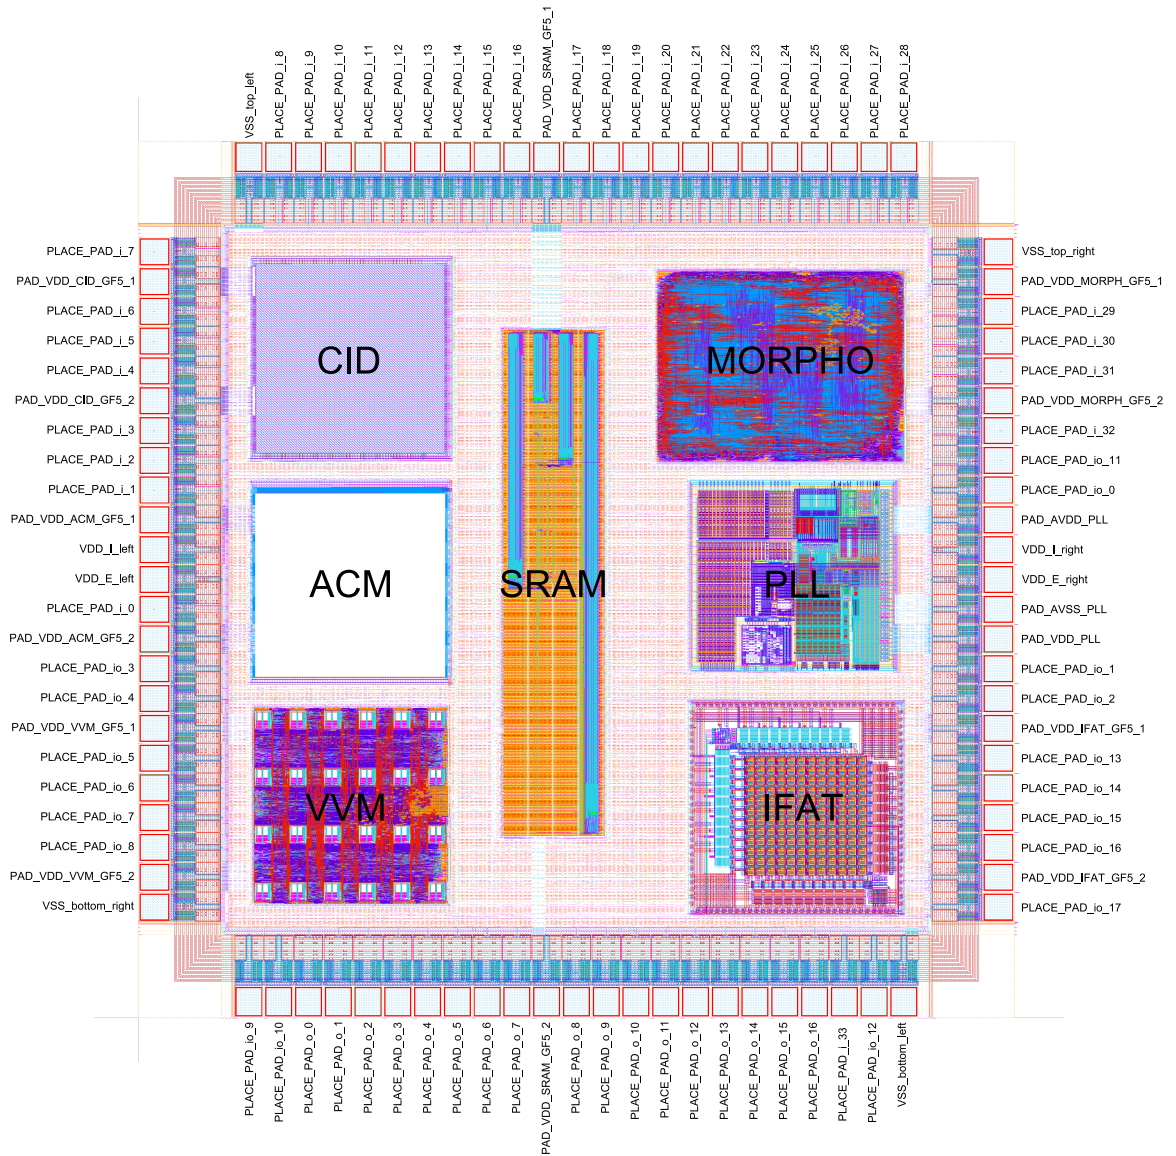 VSS_top_left
PLACE_PAD_i_8
PLACE_PAD_i_9
PLACE_PAD_i_10
PLACE_PAD_i_11
PLACE_PAD_i_12
PLACE_PAD_i_13
PLACE_PAD_i_14
PLACE_PAD_i_15
PLACE_PAD_i_16
PAD_VDD_SRAM_GF5_1
PLACE_PAD_i_17
PLACE_PAD_i_18
PLACE_PAD_i_19
PLACE_PAD_i_20
PLACE_PAD_i_21
PLACE_PAD_i_22
PLACE_PAD_i_23
PLACE_PAD_i_24
PLACE_PAD_i_25
PLACE_PAD_i_26
PLACE_PAD_i_27
PLACE_PAD_i_28
PLACE_PAD_i_7
PAD_VDD_CID_GF5_1
PLACE_PAD_i_6
PLACE_PAD_i_5
PLACE_PAD_i_4
PAD_VDD_CID_GF5_2
PLACE_PAD_i_3
PLACE_PAD_i_2
PLACE_PAD_i_1
PAD_VDD_ACM_GF5_1
VDD_I_left
VDD_E_left
PLACE_PAD_i_0
PAD_VDD_ACM_GF5_2
PLACE_PAD_io_3
PLACE_PAD_io_4
PAD_VDD_VVM_GF5_1
PLACE_PAD_io_5
PLACE_PAD_io_6
PLACE_PAD_io_7
PLACE_PAD_io_8
PAD_VDD_VVM_GF5_2
VSS_bottom_right
CID
MORPHO
ACM
SRAM
PLL
VVM
IFAT
VSS_top_right
PAD_VDD_MORPH_GF5_1
PLACE_PAD_i_29
PLACE_PAD_i_30
PLACE_PAD_i_31
PAD_VDD_MORPH_GF5_2
PLACE_PAD_i_32
PLACE_PAD_io_11
PLACE_PAD_io_0
PAD_AVDD_PLL
VDD_I_right
VDD_E_right
PAD_AVSS_PLL
PAD_VDD_PLL
PLACE_PAD_io_1
PLACE_PAD_io_2
PAD_VDD_IFAT_GF5_1
PLACE_PAD_io_13
PLACE_PAD_io_14
PLACE_PAD_io_15
PLACE_PAD_io_16
PAD_VDD_IFAT_GF5_2
PLACE_PAD_io_17
PLACE_PAD_io_9
PLACE_PAD_io_10
PLACE_PAD_o_0
PLACE_PAD_o_1
PLACE_PAD_o_2
PLACE_PAD_o_3
PLACE_PAD_o_4
PLACE_PAD_o_5
PLACE_PAD_o_6
PLACE_PAD_o_7
PAD_VDD_SRAM_GF5_2
PLACE_PAD_o_8
PLACE_PAD_o_9
PLACE_PAD_o_10
PLACE_PAD_o_11
PLACE_PAD_o_12
PLACE_PAD_o_13
PLACE_PAD_o_14
PLACE_PAD_o_15
PLACE_PAD_o_16
PLACE_PAD_i_33
PLACE_PAD_io_12
VSS_bottom_left